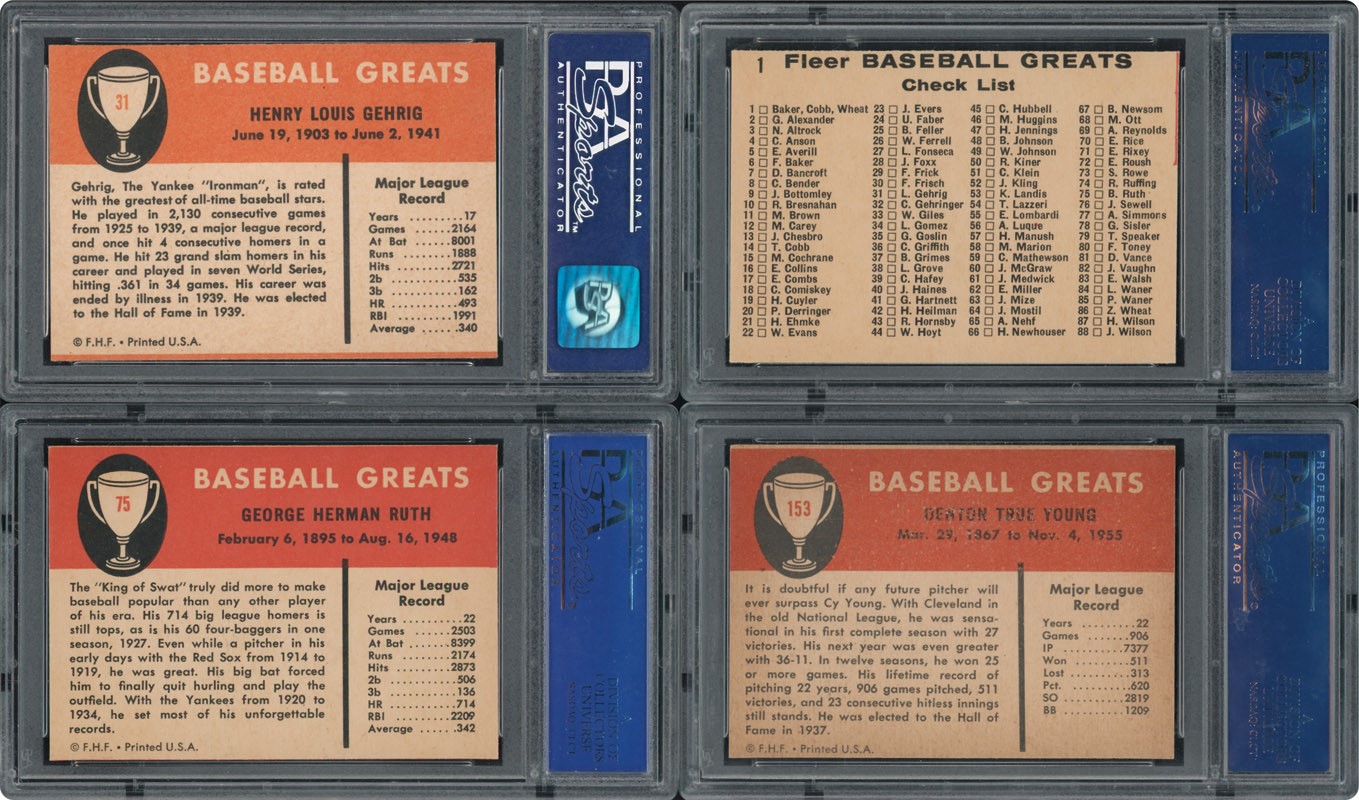 31
BASEBALL GREATS
HENRY LOUIS GEHRIG
June 19, 1903 to June 2, 1941
Gehrig, The Yankee "Ironman", is rated
with the greatest of all-time baseball stars.
He played in 2,130 consecutive games
from 1925 to 1939, a major league record,
and once hit 4 consecutive homers in a
game. He hit 23 grand slam homers in his
career and played in seven World Series,
hitting .361 in 34 games. His career was
ended by illness in 1939. He was elected
to the Hall of Fame in 1939.
© F.H.F. • Printed U.S.A.
Major League
Record
Years .......17
Games ......2164
At Bat ......8001
Runs .......1888
Hits ........2721
2b ..........535
3b ..........162
HR ..........493
RBI ........1991
Average ......340
PROFESSIONAL
PSA
Sports™
AUTHENTICATOR
PSA
1 Fleer BASEBALL GREATS
Check List
1 □ Baker, Cobb, Wheat 23 □ J. Evers 45 □ C. Hubbell 67 □ B. Newsom
2 □ G. Alexander 24 □ U. Faber 46 □ M. Huggins 68 □ M. Ott
3 □ N. Altrock 25 □ B. Feller 47 □ H. Jennings 69 □ A. Reynolds
4 □ C. Anson 26 □ W. Ferrell 48 □ B. Johnson 70 □ E. Rice
5 □ E. Averill 27 □ L. Fonseca 49 □ W. Johnson 71 □ E. Rixey
6 □ F. Baker 28 □ J. Foxx 50 □ R. Kiner 72 □ E. Roush
7 □ D. Bancroft 29 □ F. Frick 51 □ C. Klein 73 □ S. Rowe
8 □ C. Bender 30 □ F. Frisch 52 □ J. Kling 74 □ R. Ruffing
9 □ J. Bottomley 31 □ L. Gehrig 53 □ K. Landis 75 □ B. Ruth
10 □ R. Bresnahan 32 □ C. Gehringer 54 □ T. Lazzeri 76 □ J. Sewell
11 □ M. Brown 33 □ W. Giles 55 □ E. Lombardi 77 □ A. Simmons
12 □ M. Carey 34 □ L. Gomez 56 □ A. Luque 78 □ G. Sisler
13 □ J. Chesbro 35 □ G. Goslin 57 □ H. Manush 79 □ T. Speaker
14 □ T. Cobb 36 □ C. Griffith 58 □ M. Marion 80 □ F. Toney
15 □ M. Cochrane 37 □ B. Grimes 59 □ C. Mathewson 81 □ D. Vance
16 □ E. Collins 38 □ L. Grove 60 □ J. McGraw 82 □ J. Vaughn
17 □ E. Combs 39 □ C. Hafey 61 □ J. Medwick 83 □ E. Walsh
18 □ C. Comiskey 40 □ J. Haines 62 □ E. Miller 84 □ L. Waner
19 □ H. Cuyler 41 □ G. Hartnett 63 □ J. Mize 85 □ P. Waner
20 □ P. Derringer 42 □ H. Heilman 64 □ J. Mostil 86 □ Z. Wheat
21 □ H. Ehmke 43 □ R. Hornsby 65 □ A. Nehf 87 □ H. Wilson
22 □ W. Evans 44 □ W. Hoyt 66 □ H. Newhouser 88 □ J. Wilson
PROFESSIONAL
PSA
Sports
AUTHENTICATOR
75
BASEBALL GREATS
GEORGE HERMAN RUTH
February 6, 1895 to Aug. 16, 1948
The "King of Swat" truly did more to make
baseball popular than any other player
of his era. His 714 big league homers is
still tops, as is his 60 four-baggers in one
season, 1927. Even while a pitcher in his
early days with the Red Sox from 1914 to
1919, he was great. His big bat forced
him to finally quit hurling and play the
outfield. With the Yankees from 1920 to
1934, he set most of his unforgettable
records.
© F.H.F. • Printed U.S.A.
Major League
Record
Years ........22
Games ......2503
At Bat ......8399
Runs .......2174
Hits ........2873
2b ..........506
3b ..........136
HR ..........714
RBI ........2209
Average ......342
PROFESSIONAL
PSA
Sports
AUTHENTICATOR
DIVISION OF
COLLECTORS
UNIVERSE
153
BASEBALL GREATS
DENTON TRUE YOUNG
Mar. 29, 1867 to Nov. 4, 1955
It is doubtful if any future pitcher will
ever surpass Cy Young. With Cleveland in
the old National League, he was sensa-
tional in his first complete season with 27
victories. His next year was even greater
with 36-11. In twelve seasons, he won 25
or more games. His lifetime record of
pitching 22 years, 906 games pitched, 511
victories, and 23 consecutive hitless innings
still stands. He was elected to the Hall of
Fame in 1937.
© F.H.F. • Printed U.S.A.
Major League
Record
Years ........22
Games .......906
IP .........7377
Won .........511
Lost .........313
Pct. .........620
SO .........2819
BB .........1209
PROFESSIONAL
PSA
Sports
AUTHENTICATOR